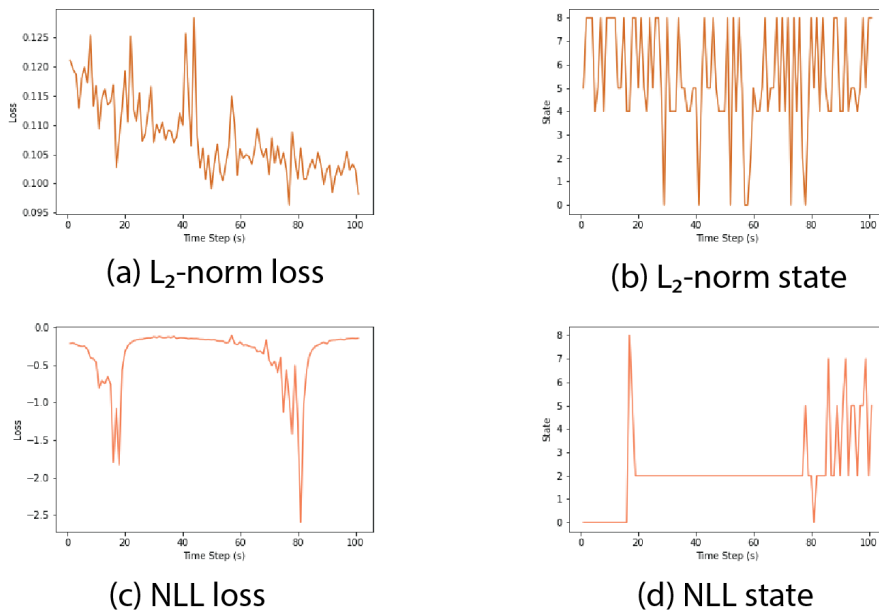 0.125
0.120
0.115
0.110
0.105
0.100
0.095
Loss
0 20 40 60 80 100
Time Step (s)
(a) L₂-norm loss
8
7
6
5
4
3
2
1
0
State
0 20 40 60 80 100
Time Step (s)
(b) L₂-norm state
0.0
−0.5
−1.0
−1.5
−2.0
−2.5
Loss
0 20 40 60 80 100
Time Step (s)
(c) NLL loss
8
7
6
5
4
3
2
1
0
State
0 20 40 60 80 100
Time Step (s)
(d) NLL state